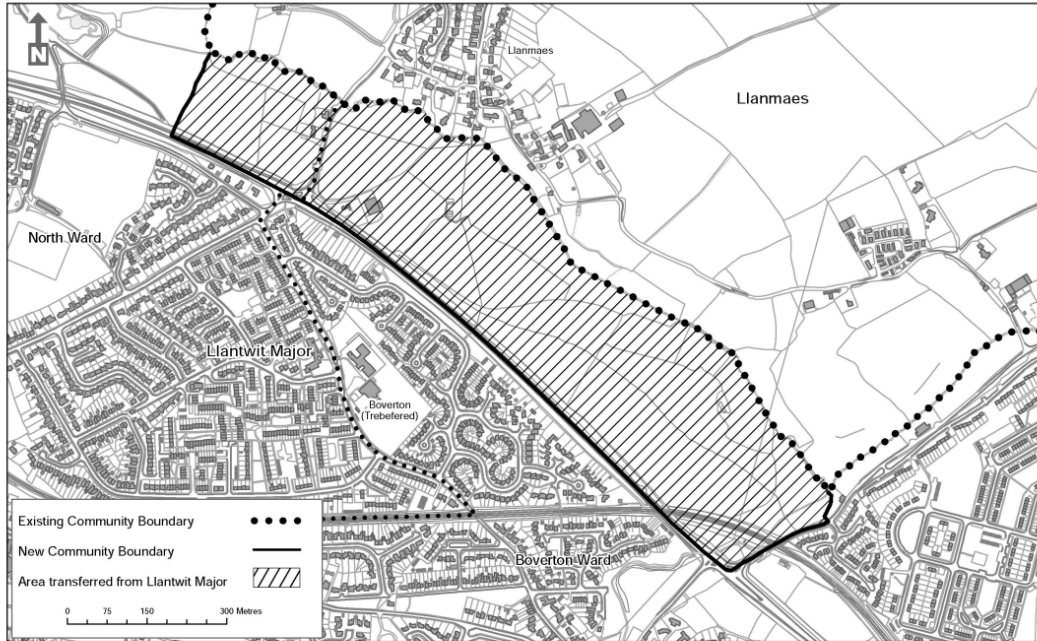 N
Llanmaes
Llanmaes
North Ward
Llantwit Major
Boverton
(Trebefered)
Existing Community Boundary
New Community Boundary
Area transferred from Llantwit Major
0 75 150 300 Metres
Boverton Ward